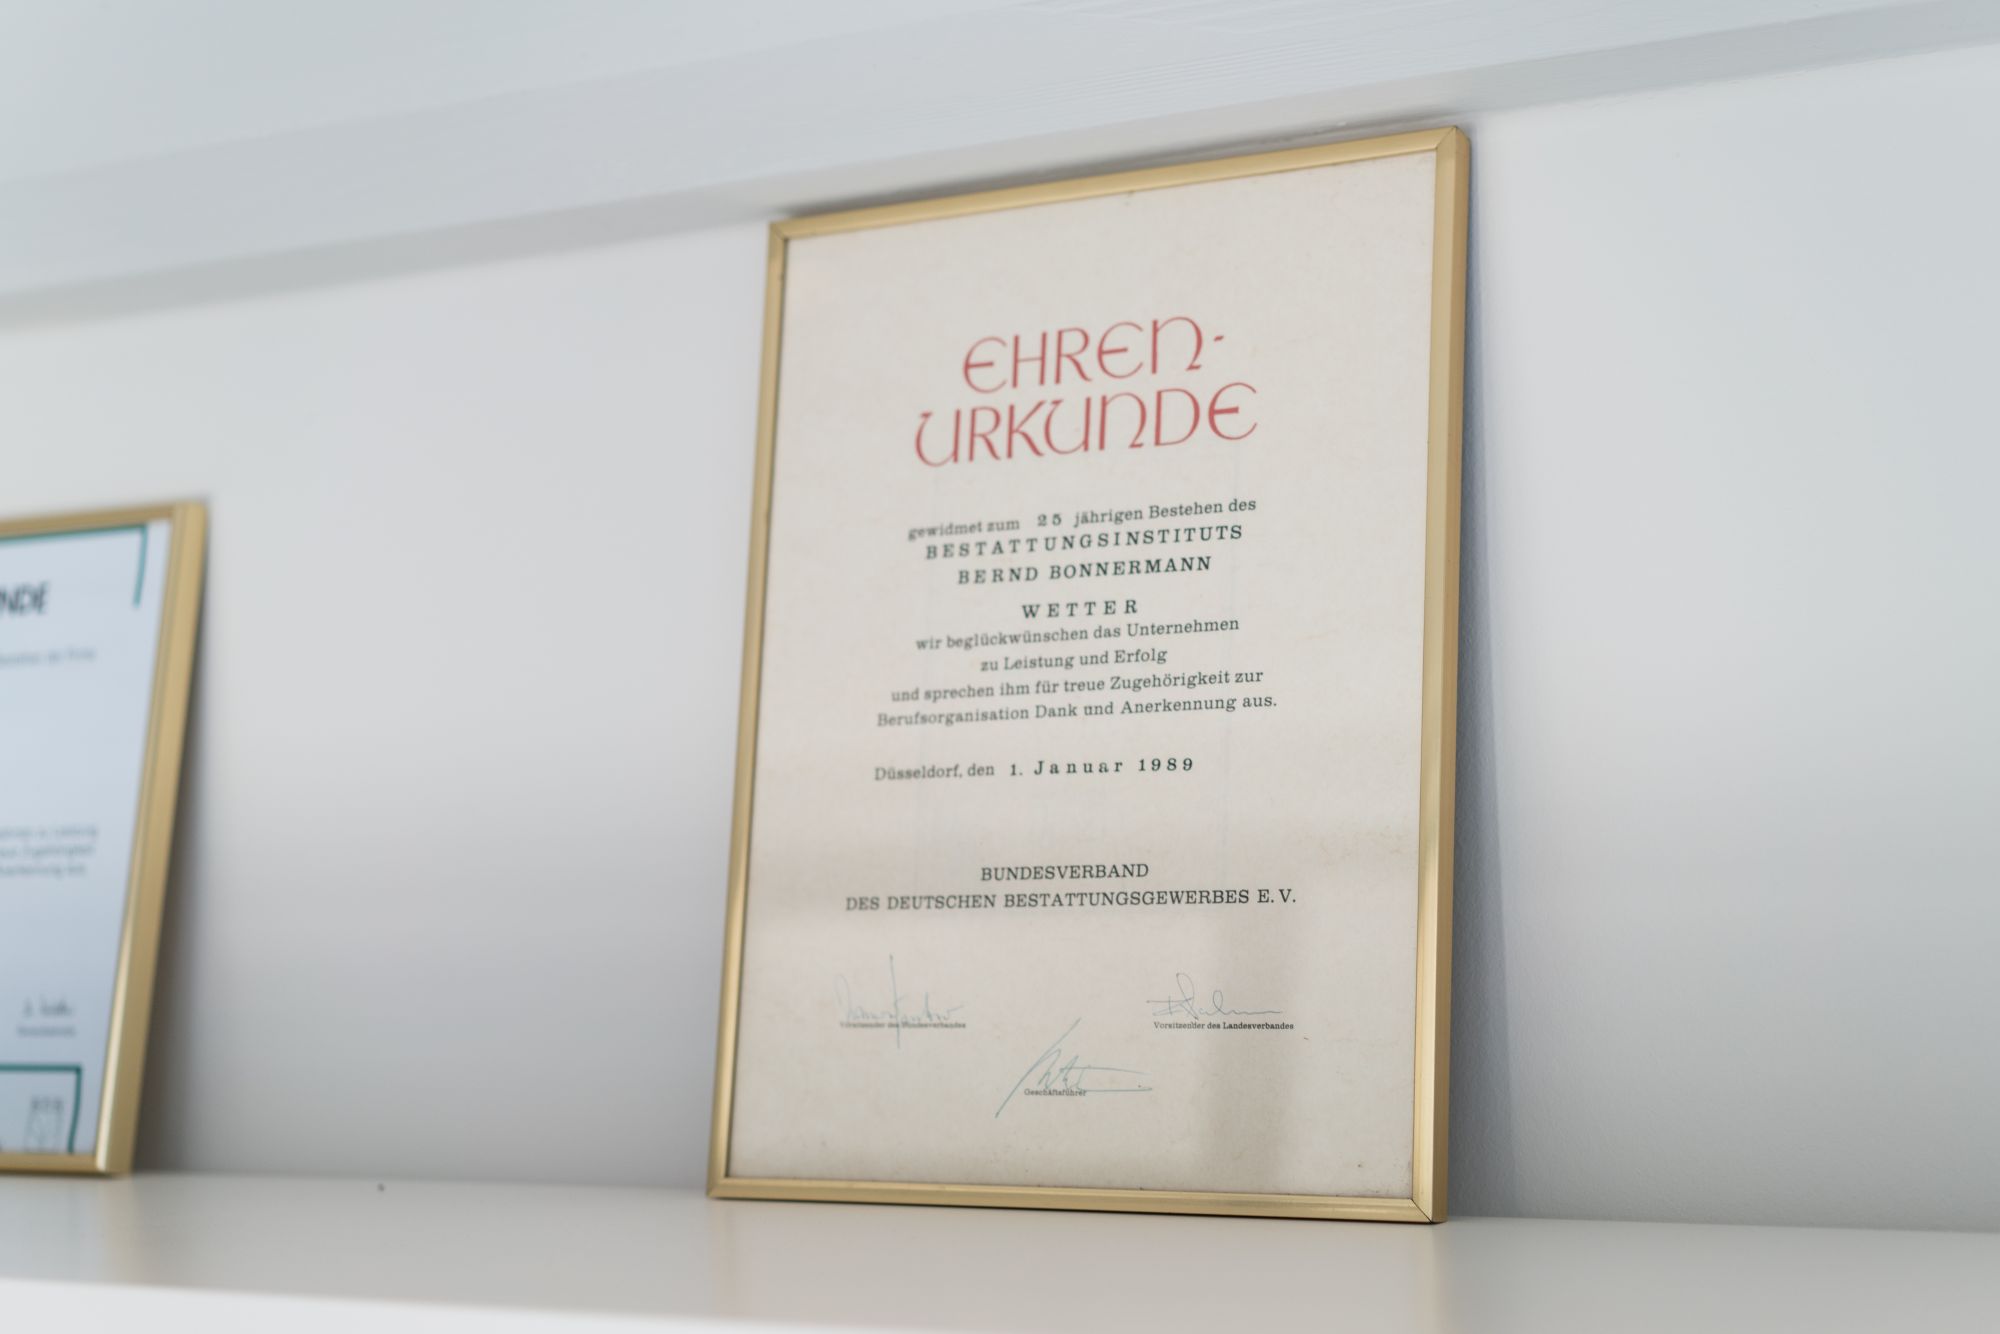 EHREN-
URKUNDE
gewidmet zum 25 jährigen Bestehen des
BESTATTUNGSINSTITUTS
BERND BONNERMANN
WETTER
wir beglückwünschen das Unternehmen
zu Leistung und Erfolg
und sprechen ihm für treue Zugehörigkeit zur
Berufsorganisation Dank und Anerkennung aus.
Düsseldorf, den 1. Januar 1989
BUNDESVERBAND
DES DEUTSCHEN BESTATTUNGSGEWERBES E. V.
Vorsitzender des Bundesverbandes
Vorsitzender des Landesverbandes
Geschäftsführer
NDE